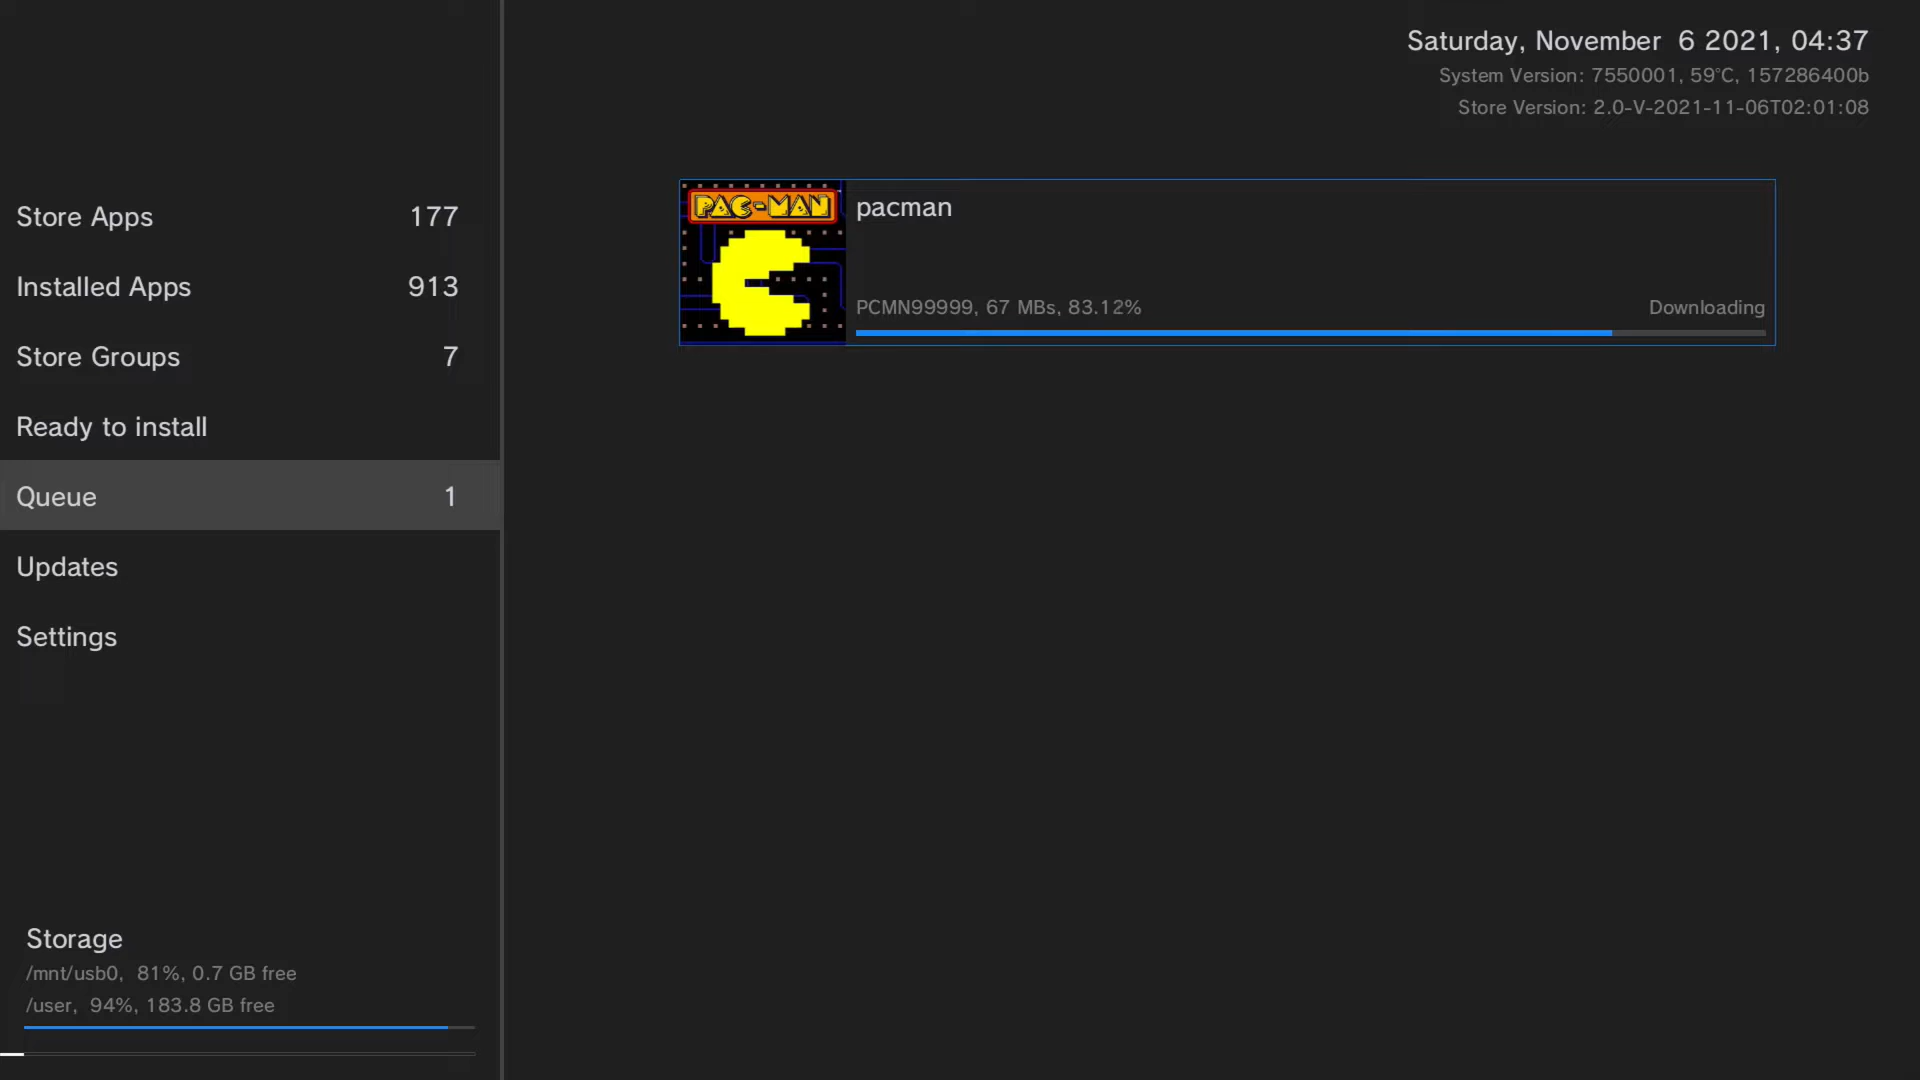 Saturday, November  6 2021, 04:37
System Version: 7550001, 59°C, 157286400b
Store Version: 2.0-V-2021-11-06T02:01:08
Store Apps 177
Installed Apps 913
Store Groups 7
Ready to install
Queue 1
Updates
Settings
PAC-MAN
pacman
PCMN99999, 67 MBs, 83.12% Downloading
Storage
/mnt/usb0,  81%, 0.7 GB free
/user,  94%, 183.8 GB free